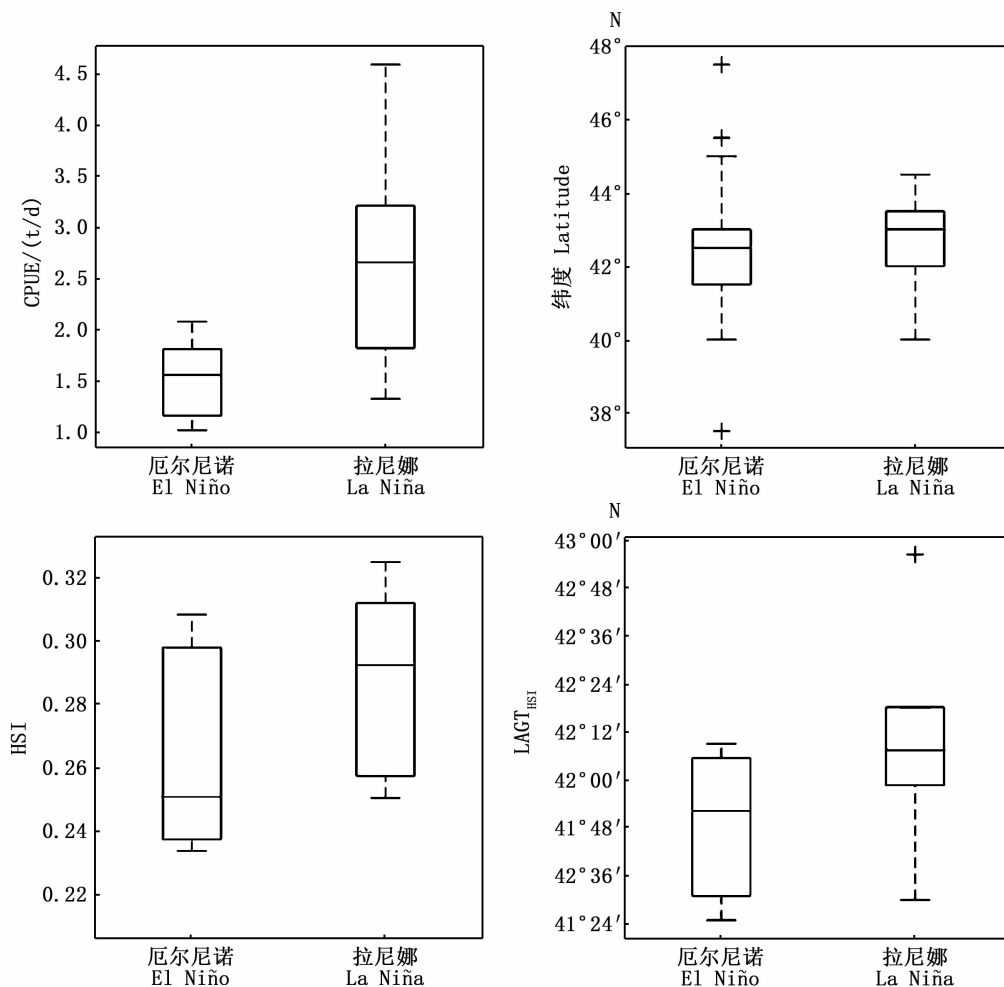 4.5
4.0
3.5
3.0
2.5
2.0
1.5
1.0
CPUE/(t/d)
厄尔尼诺
El Niño
拉尼娜
La Niña
N
48°
46°
44°
42°
40°
38°
纬度 Latitude
厄尔尼诺
El Niño
拉尼娜
La Niña
0.32
0.30
0.28
0.26
0.24
0.22
HSI
厄尔尼诺
El Niño
拉尼娜
La Niña
N
43°00′
42°48′
42°36′
42°24′
42°12′
42°00′
41°48′
42°36′
41°24′
LAGTHSI
厄尔尼诺
El Niño
拉尼娜
La Niña